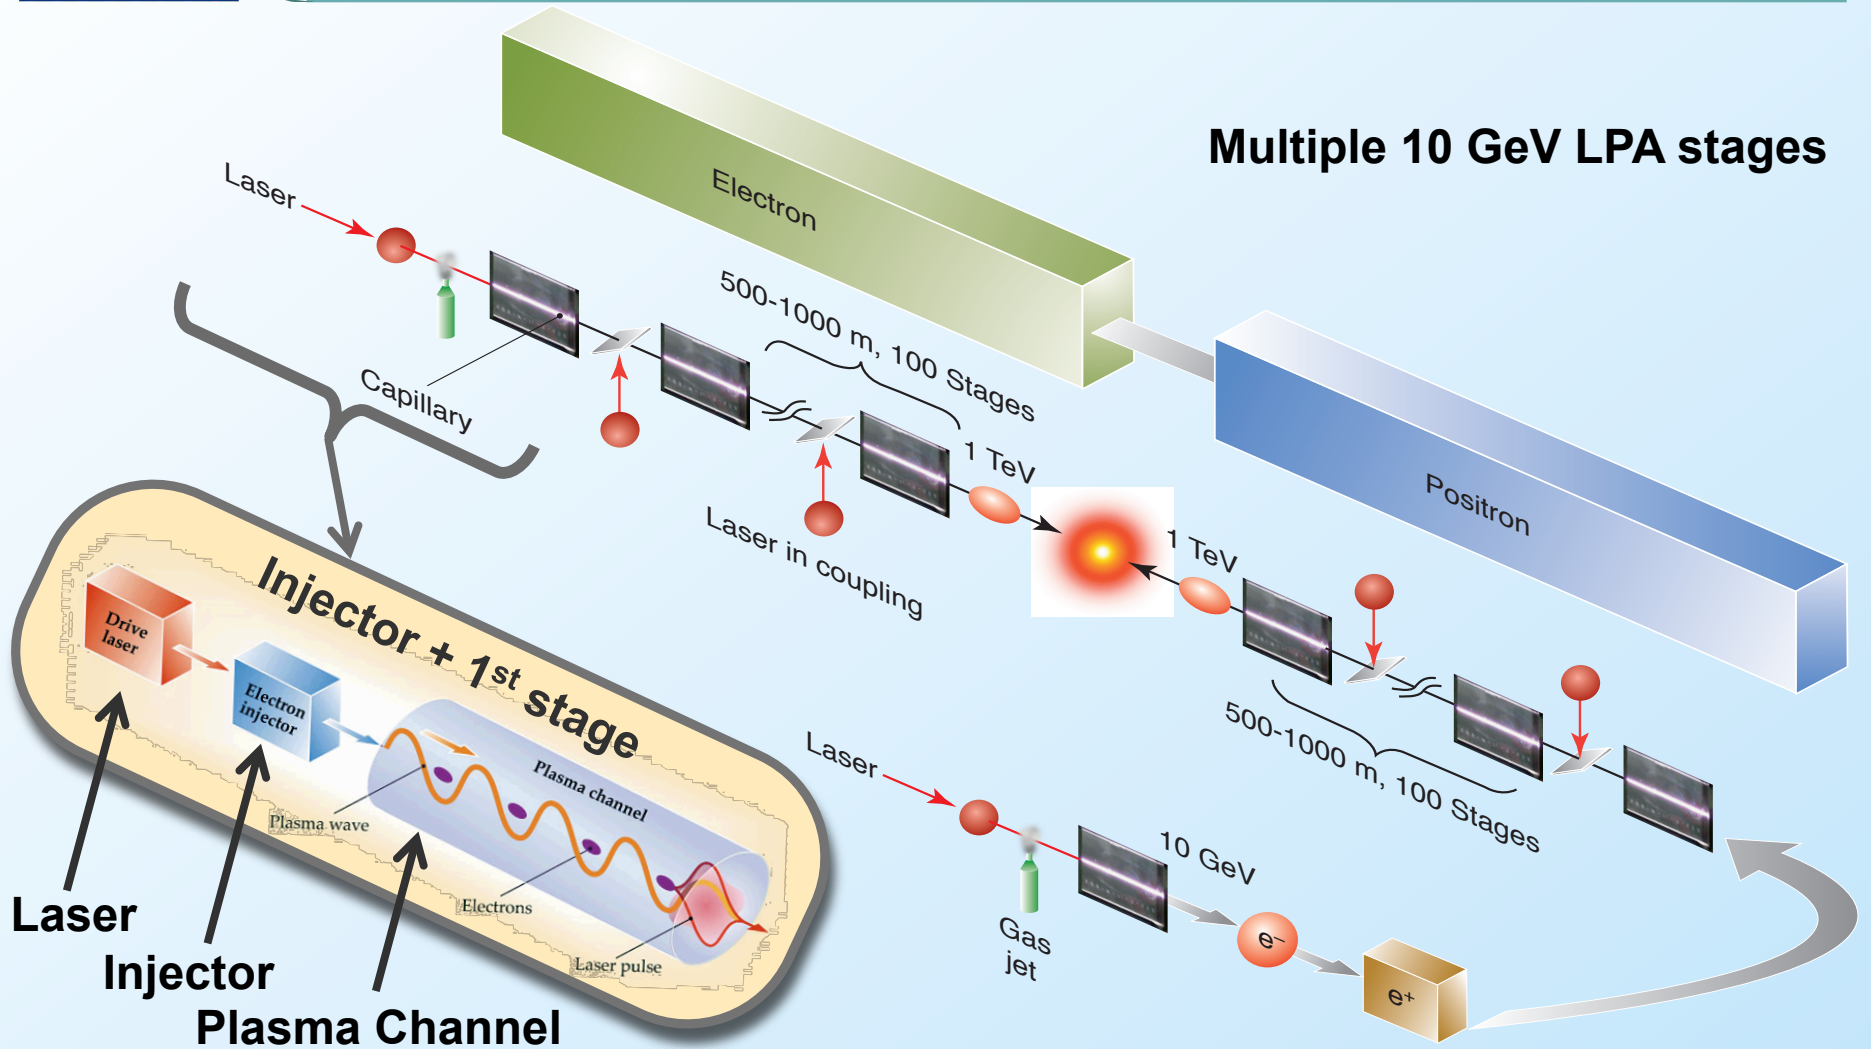 Multiple 10 GeV LPA stages
Electron
Laser
500-1000 m, 100 Stages
Capillary
1 TeV
Laser in coupling
Positron
1 TeV
500-1000 m, 100 Stages
Laser
10 GeV
Gas
jet
e–
e+
Injector + 1st stage
Drive
laser
Electron
injector
Plasma channel
Plasma wave
Electrons
Laser pulse
Laser
Injector
Plasma Channel